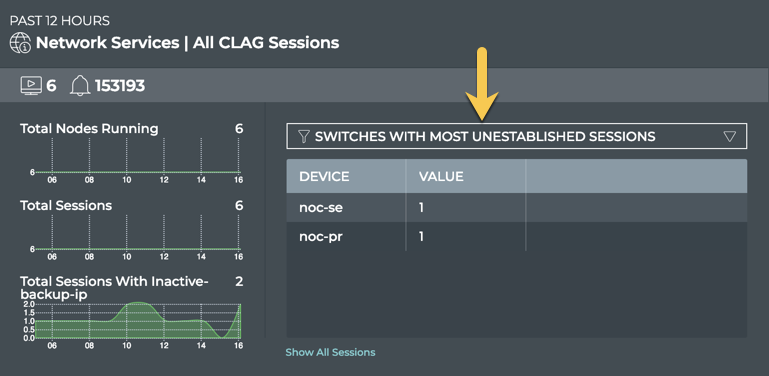 PAST 12 HOURS
Network Services | All CLAG Sessions
6 153193
Total Nodes Running 6
6
06 08 10 12 14 16
Total Sessions 6
6
06 08 10 12 14 16
Total Sessions With Inactive- 2
backup-ip
2.0
1.5
1.0
0.5
0.0
06 08 10 12 14 16
SWITCHES WITH MOST UNESTABLISHED SESSIONS
DEVICE VALUE
noc-se 1
noc-pr 1
Show All Sessions